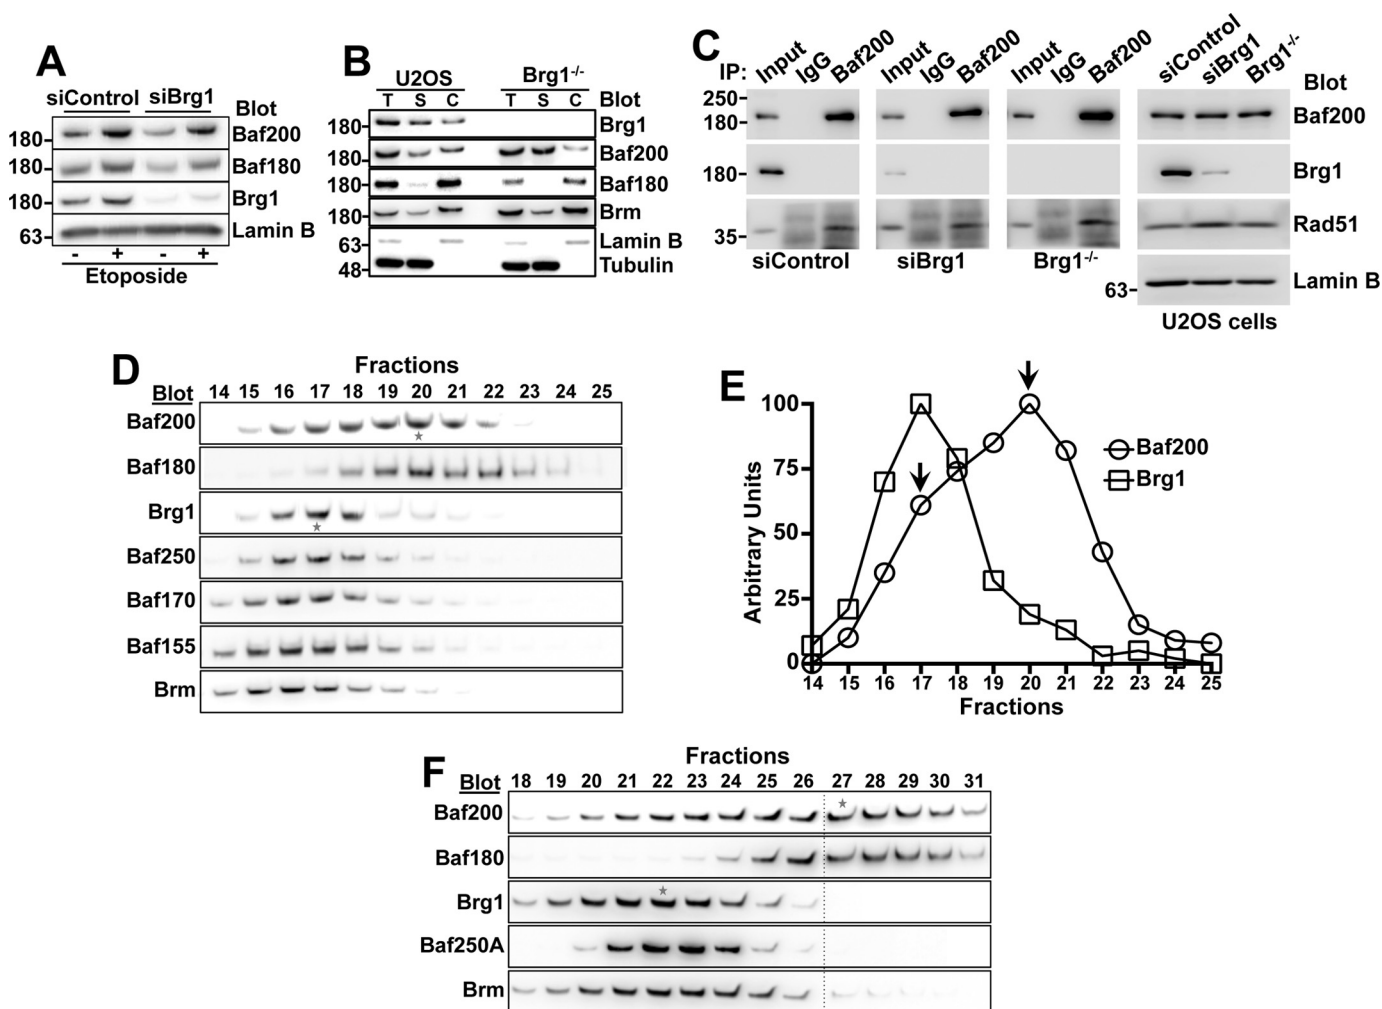 A
siControl siBrg1
Blot
180 Baf200
180 Baf180
180 Brg1
63 Lamin B
- + - +
Etoposide
B
U2OS Brg1-/-
T S C T S C Blot
180 Brg1
180 Baf200
180 Baf180
180 Brm
63 Lamin B
48 Tubulin
C
IP: Input IgG Baf200 Input IgG Baf200 Input IgG Baf200 siControl siBrg1 Brg1-/-
Blot
250
180 Baf200
180 Brg1
35 Rad51
siControl siBrg1 Brg1-/-
63 Lamin B
U2OS cells
D
Fractions
Blot 14 15 16 17 18 19 20 21 22 23 24 25
Baf200
Baf180
Brg1
Baf250
Baf170
Baf155
Brm
E
Arbitrary Units
100
75
50
25
0
Baf200
Brg1
14 15 16 17 18 19 20 21 22 23 24 25
Fractions
F
Fractions
Blot 18 19 20 21 22 23 24 25 26 27 28 29 30 31
Baf200
Baf180
Brg1
Baf250A
Brm